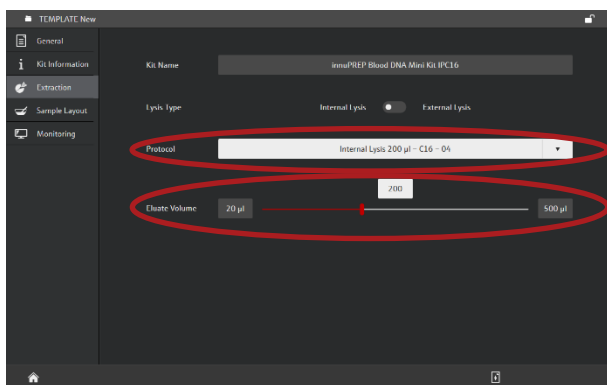 TEMPLATE New
General
Kit Information
Extraction
Sample Layout
Monitoring
Kit Name innuPREP Blood DNA Mini Kit IPC16
Lysis Type Internal Lysis External Lysis
Protocol Internal Lysis 200 µl – C16 – 04
200
Eluate Volume 20 µl 500 µl